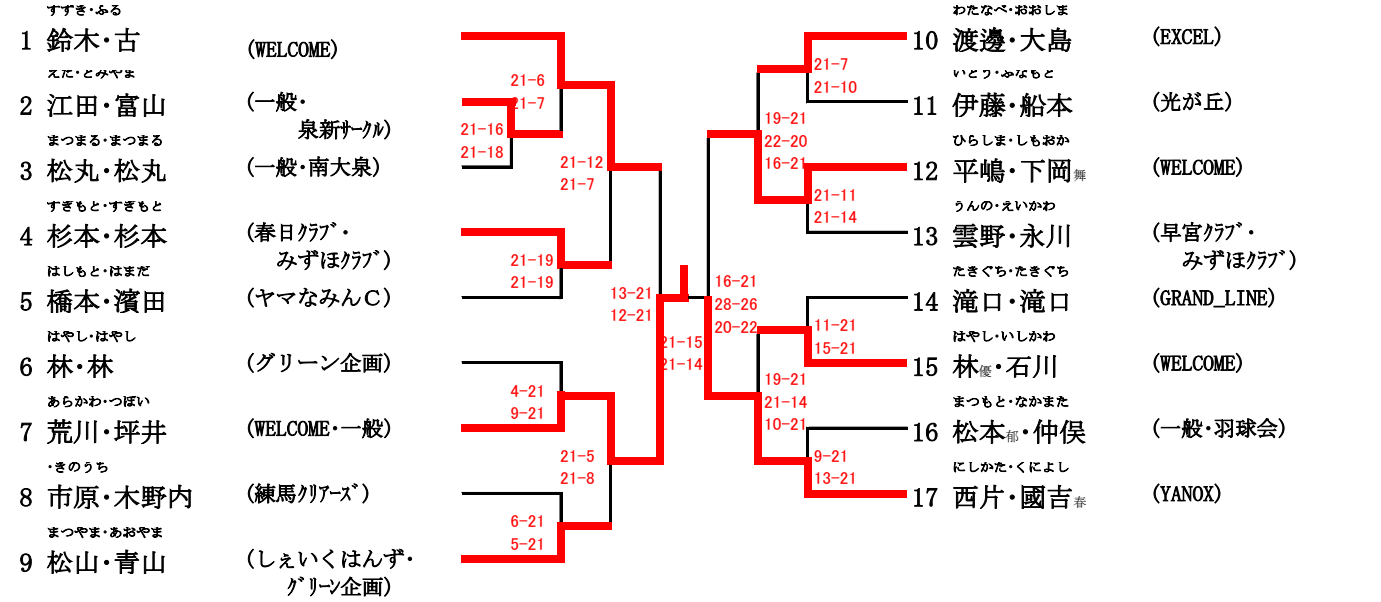 すずき・ふる
1 鈴木・古 (WELCOME)
えだ・とみやま
2 江田・富山 (一般・
泉新ｻｰｸﾙ)
まつまる・まつまる
3 松丸・松丸 (一般・南大泉)
すぎもと・すぎもと
4 杉本・杉本 (春日ｸﾗﾌﾞ・
みずほｸﾗﾌﾞ)
はしもと・はまだ
5 橋本・濱田 (ヤマなみんＣ)
はやし・はやし
6 林・林 (グリーン企画)
あらかわ・つぼい
7 荒川・坪井 (WELCOME・一般)
・きのうち
8 市原・木野内 (練馬ｸﾘｱｰｽﾞ)
まつやま・あおやま
9 松山・青山 (しぇいくはんず・
ｸﾞﾘｰﾝ企画)
21-6
21-7
21-16
21-18
21-12
21-7
21-19
21-19
13-21
12-21
4-21
9-21
21-5
21-8
6-21
5-21
21-15
21-14
わたなべ・おおしま
10 渡邊・大島 (EXCEL)
いとう・ふなもと
11 伊藤・船本 (光が丘)
ひらしま・しもおか
12 平嶋・下岡舞 (WELCOME)
うんの・えいかわ
13 雲野・永川 (早宮ｸﾗﾌﾞ・
みずほｸﾗﾌﾞ)
たきぐち・たきぐち
14 滝口・滝口 (GRAND_LINE)
はやし・いしかわ
15 林優・石川 (WELCOME)
まつもと・なかまた
16 松本郁・仲俣 (一般・羽球会)
にしかた・くによし
17 西片・國吉春 (YANOX)
21-7
21-10
19-21
22-20
16-21
21-11
21-14
16-21
28-26
20-22
11-21
15-21
19-21
21-14
10-21
9-21
13-21